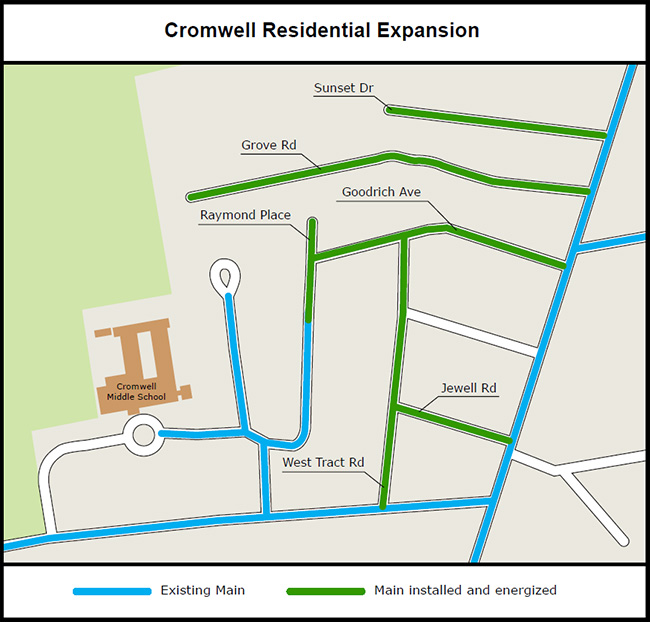 Cromwell Residential Expansion
Sunset Dr
Grove Rd
Goodrich Ave
Raymond Place
Cromwell
Middle School
Jewell Rd
West Tract Rd
Existing Main
Main installed and energized